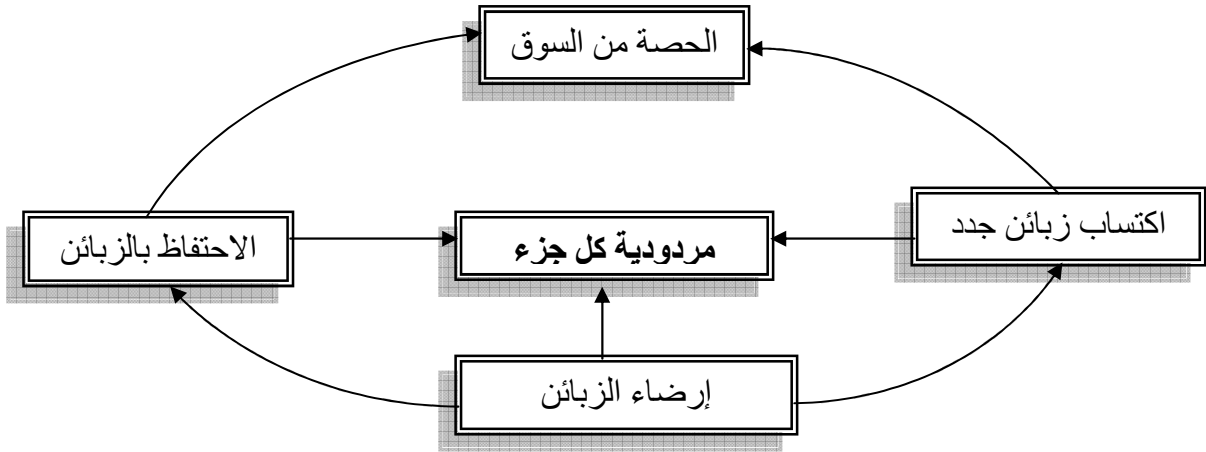 الحصة من السوق
اكتساب زبائن جدد
مردودية كل جزء
الاحتفاظ بالزبائن
إرضاء الزبائن